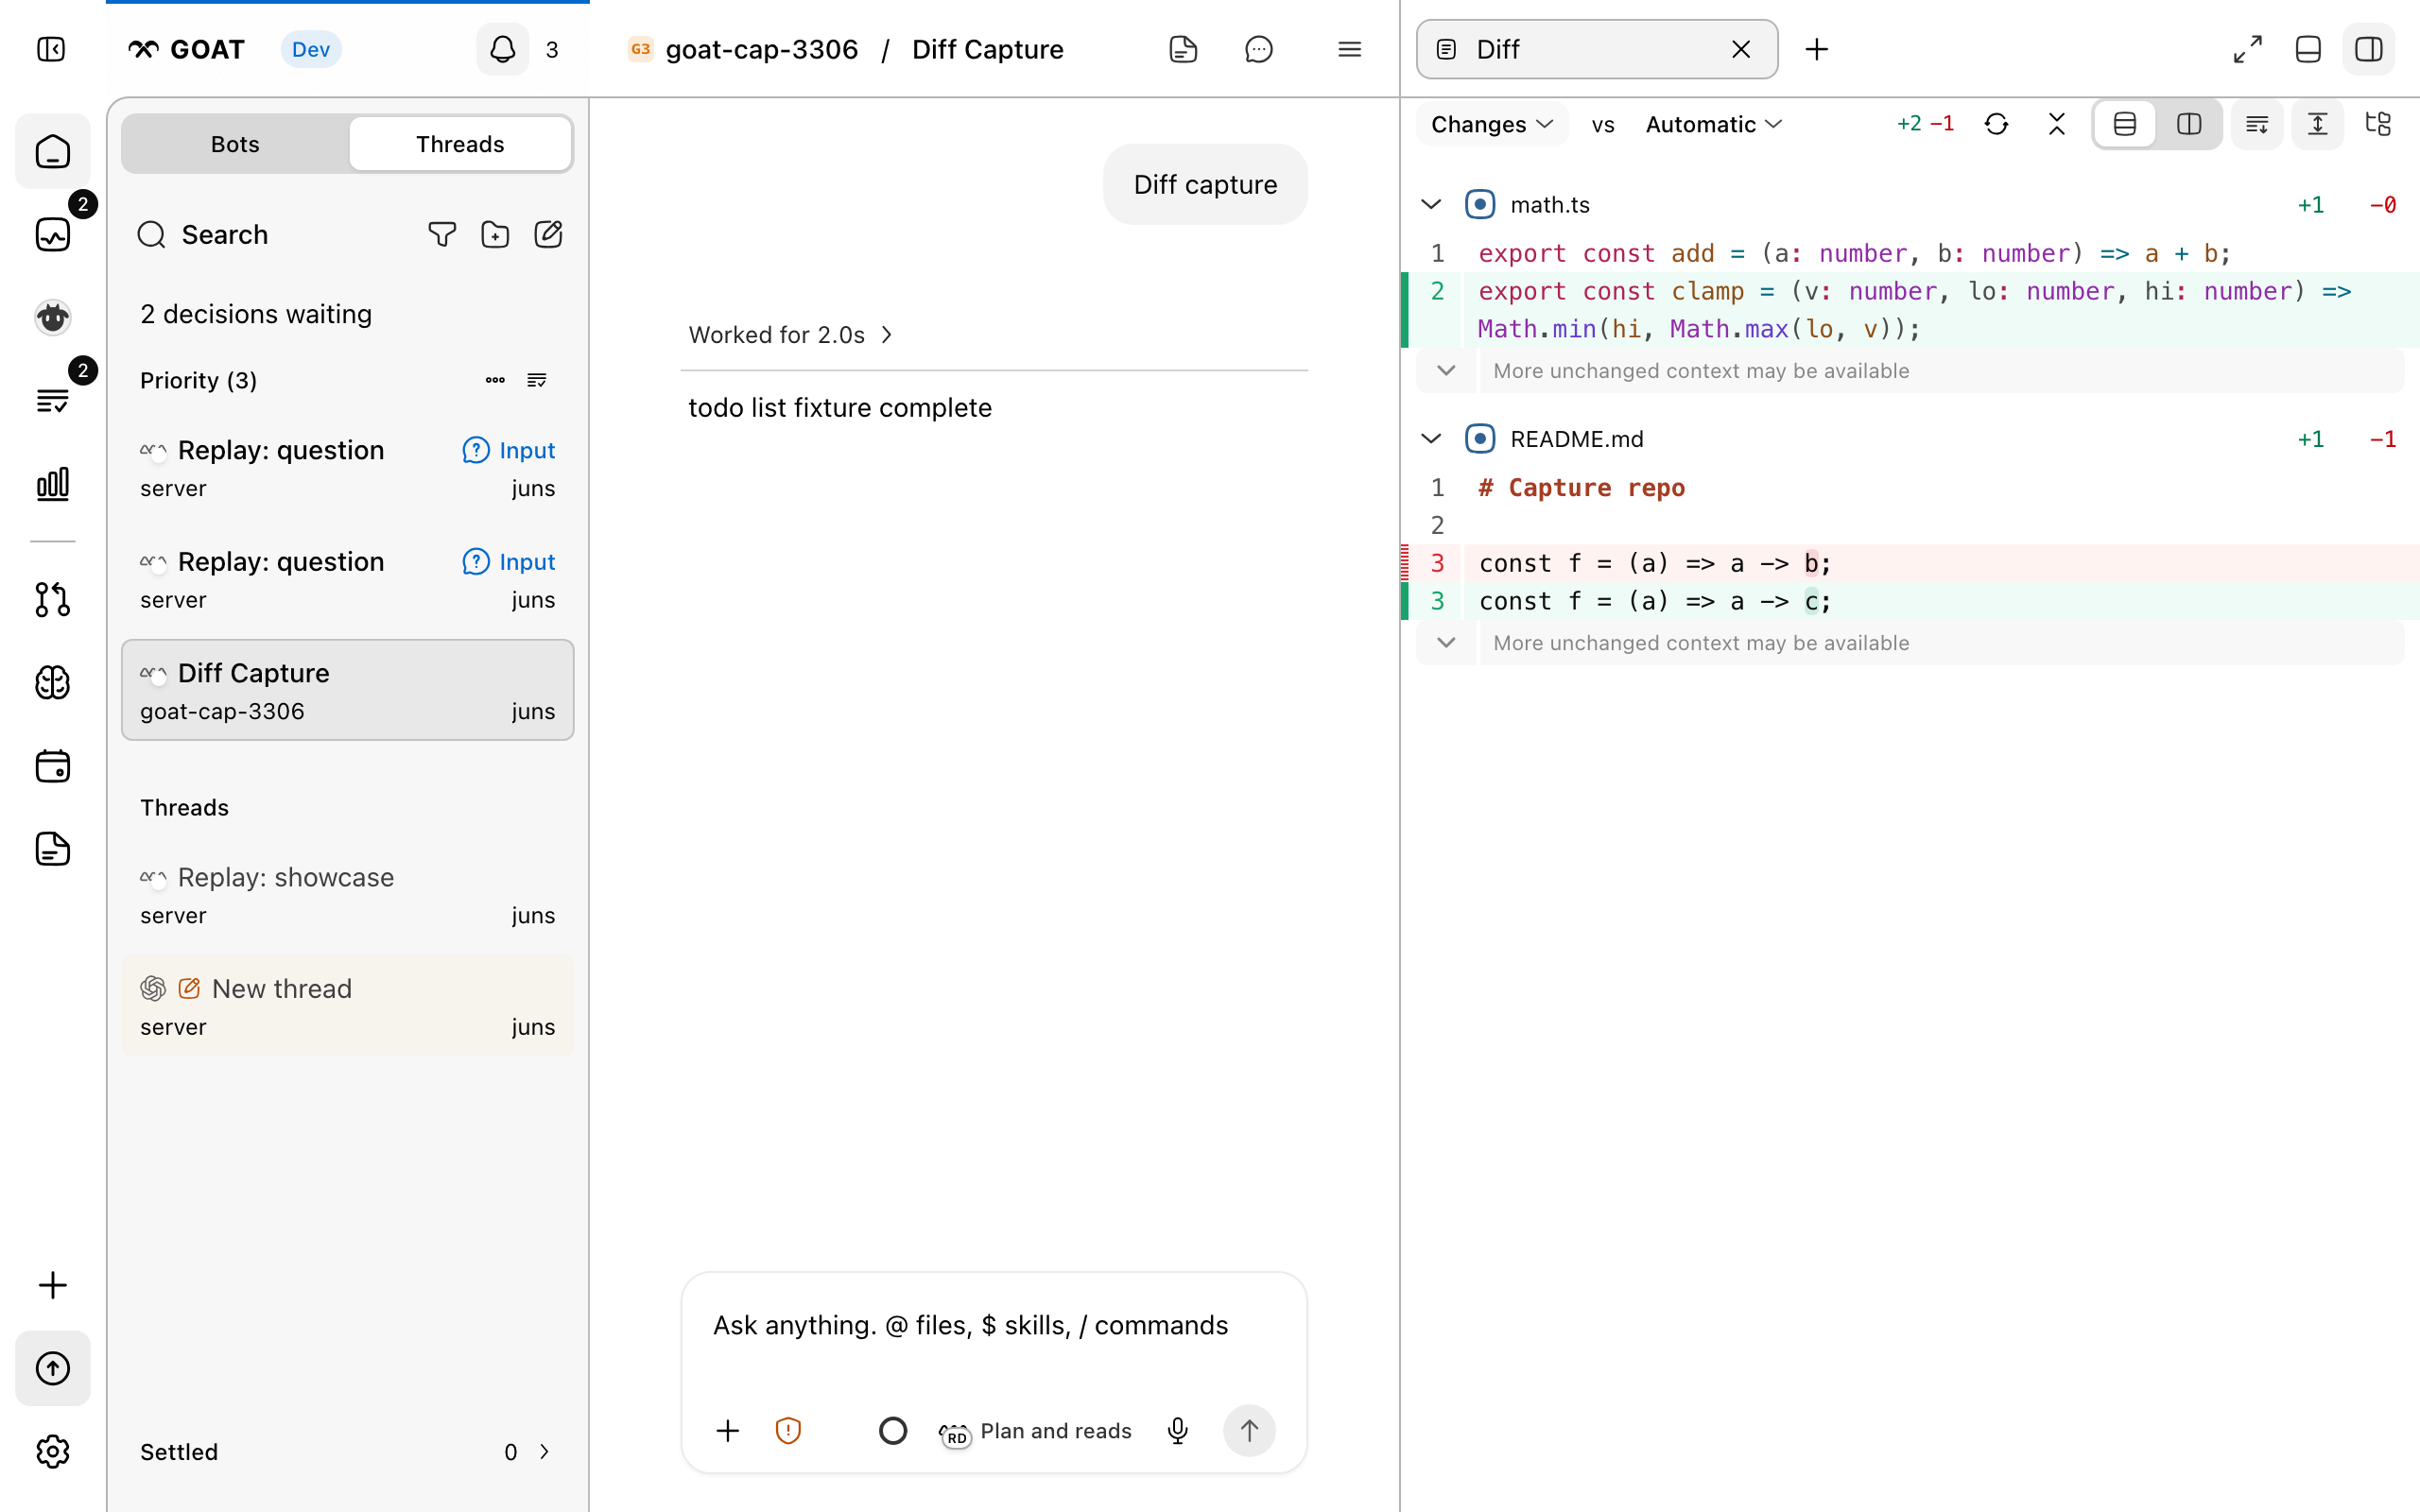 GOAT Dev 3
Bots Threads
2
Search
2 decisions waiting
Priority (3)
2
Replay: question Input
server juns
Replay: question Input
server juns
Diff Capture
goat-cap-3306 juns
Threads
Replay: showcase
server juns
New thread
server juns
Settled 0
G3 goat-cap-3306 / Diff Capture
Diff capture
Worked for 2.0s
todo list fixture complete
Ask anything. @ files, $ skills, / commands
RD Plan and reads
Diff
Changes vs Automatic +2 −1
math.ts +1 −0
1 export const add = (a: number, b: number) => a + b;
2 export const clamp = (v: number, lo: number, hi: number) =>
Math.min(hi, Math.max(lo, v));
More unchanged context may be available
README.md +1 −1
1 # Capture repo
2
3 const f = (a) => a -> b;
3 const f = (a) => a -> c;
More unchanged context may be available